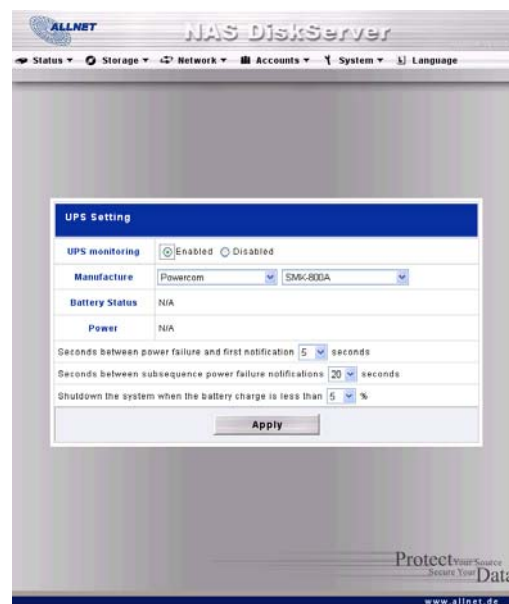 ALLNET
NAS DiskServer
Status Storage Network Accounts System Language
UPS Setting
UPS monitoring Enabled Disabled
Manufacture Powercom SMK-800A
Battery Status N/A
Power N/A
Seconds between power failure and first notification 5 seconds
Seconds between subsequence power failure notifications 20 seconds
Shutdown the system when the battery charge is less than 5 %
Apply
Protect Your Source
Secure Your Data
www.allnet.de